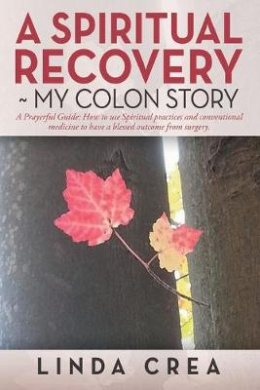 A SPIRITUAL
RECOVERY
~ MY COLON STORY
A Prayerful Guide: How to use Spiritual practices and conventional
medicine to have a blessed outcome from surgery.
LINDA CREA